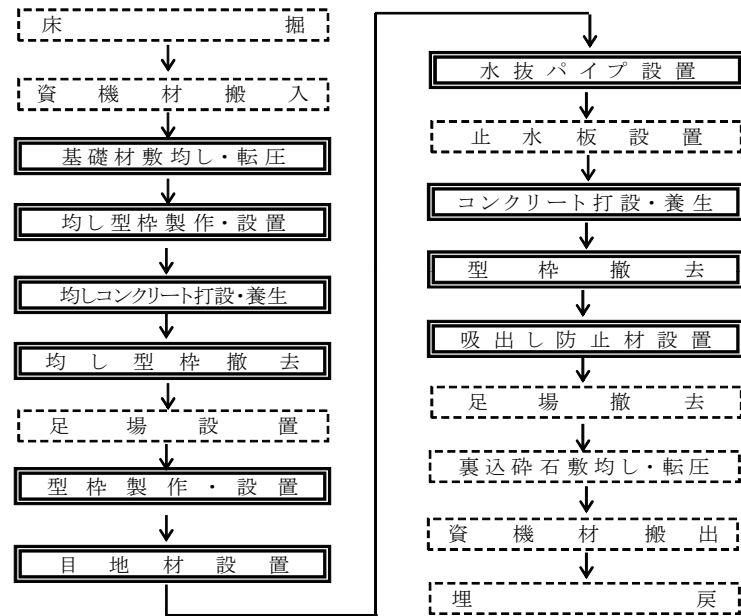 床掘
資機材搬入
基礎材敷均し・転圧
均し型枠製作・設置
均しコンクリート打設・養生
均し型枠撤去
足場設置
型枠製作・設置
目地材設置
水抜パイプ設置
止水板設置
コンクリート打設・養生
型枠撤去
吸出し防止材設置
足場撤去
裏込砕石敷均し・転圧
資機材搬出
埋戻